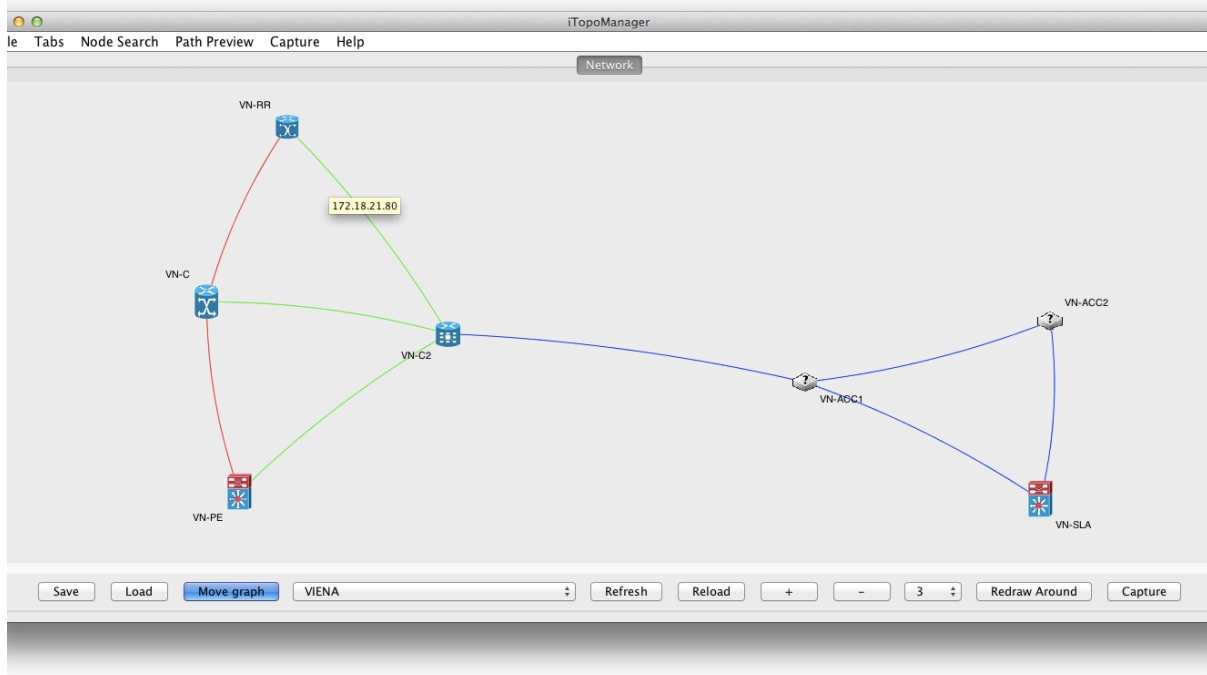 iTopoManager
le Tabs Node Search Path Preview Capture Help
Network
VN-RR
172.18.21.80
VN-C
VN-ACC2
VN-C2
VN-ACC1
VN-PE
VN-SLA
Save Load Move graph VIENA Refresh Reload + - 3 Redraw Around Capture